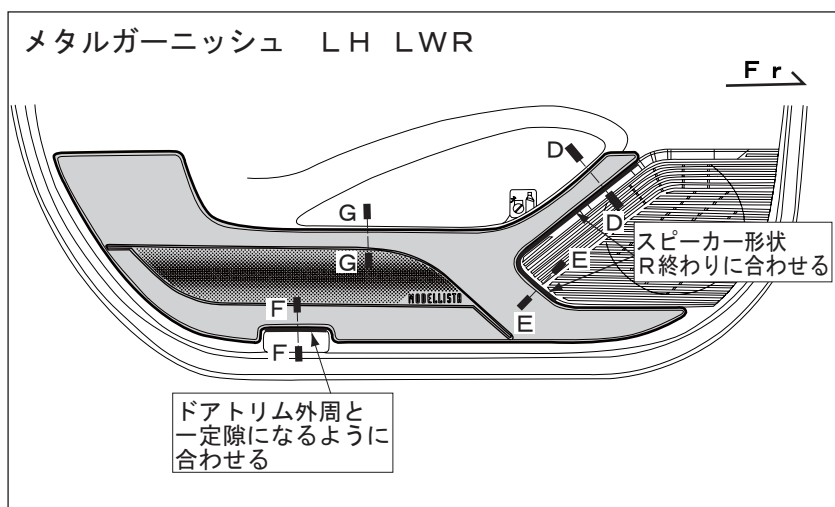 メタルガーニッシュ　ＬＨ ＬＷＲ
Ｆｒ
D
G
D
スピーカー形状
Ｒ終わりに合わせる
G
E
MODELLISTA
F
E
F
ドアトリム外周と
一定隙になるように
合わせる